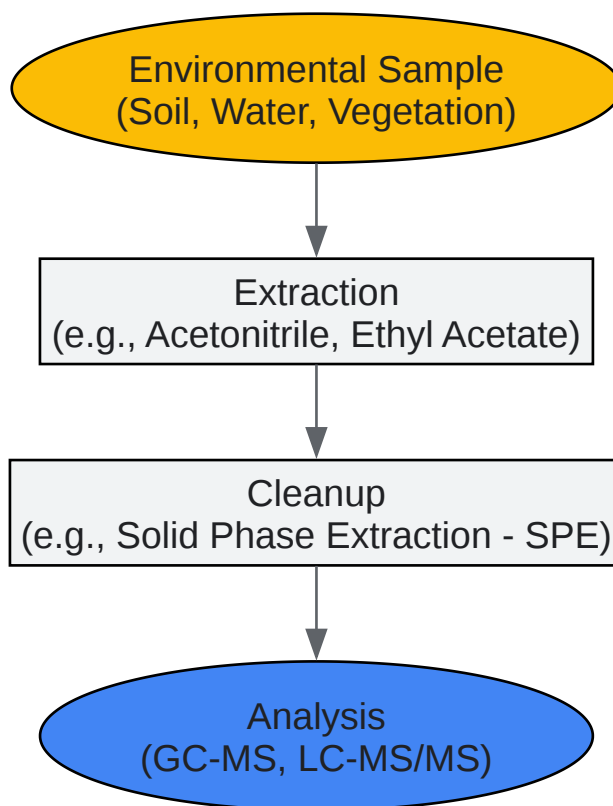 Environmental Sample
(Soil, Water, Vegetation)
Extraction
(e.g., Acetonitrile, Ethyl Acetate)
Cleanup
(e.g., Solid Phase Extraction - SPE)
Analysis
(GC-MS, LC-MS/MS)